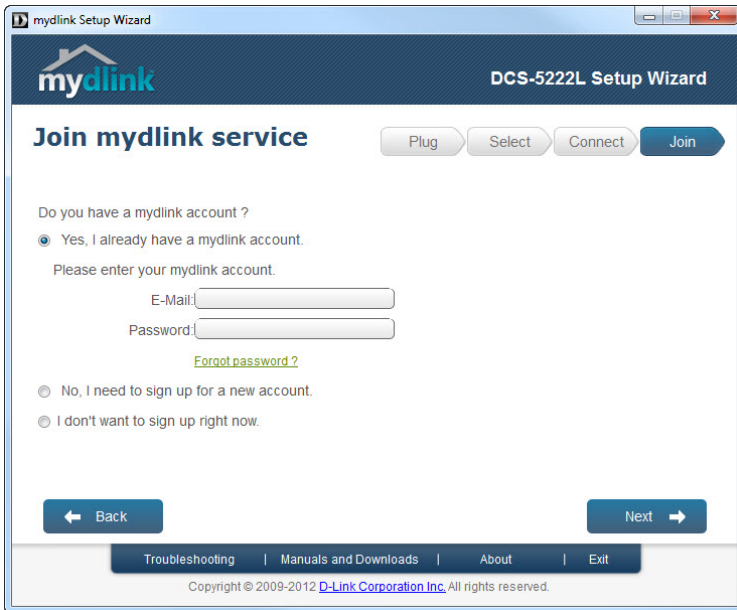 mydlink Setup Wizard
mydlink
DCS-5222L Setup Wizard
Join mydlink service
Plug
Select
Connect
Join
Do you have a mydlink account ?
Yes, I already have a mydlink account.
Please enter your mydlink account.
E-Mail:
Password:
Forgot password ?
No, I need to sign up for a new account.
I don't want to sign up right now.
Back
Next
Troubleshooting | Manuals and Downloads | About | Exit
Copyright © 2009-2012 D-Link Corporation Inc. All rights reserved.